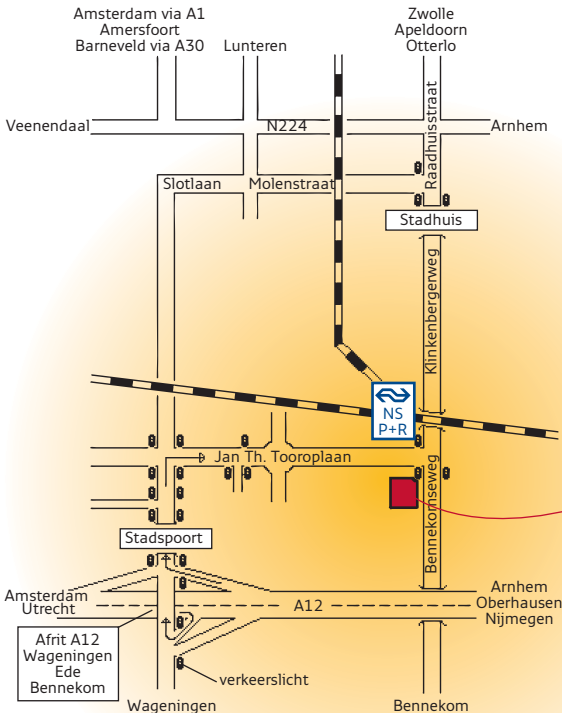 Amsterdam via A1
Amersfoort
Barneveld via A30
Lunteren
Zwolle
Apeldoorn
Otterlo
Veenendaal
N224
Arnhem
Raadhuisstraat
Slotlaan
Molenstraat
Stadhuis
Klinkenbergerweg
NS
P+R
Jan Th. Tooroplaan
Bennekomseweg
Stadspoort
Amsterdam
Utrecht
A12
Arnhem
Oberhausen
Nijmegen
Afrit A12
Wageningen
Ede
Bennekom
verkeerslicht
Wageningen
Bennekom